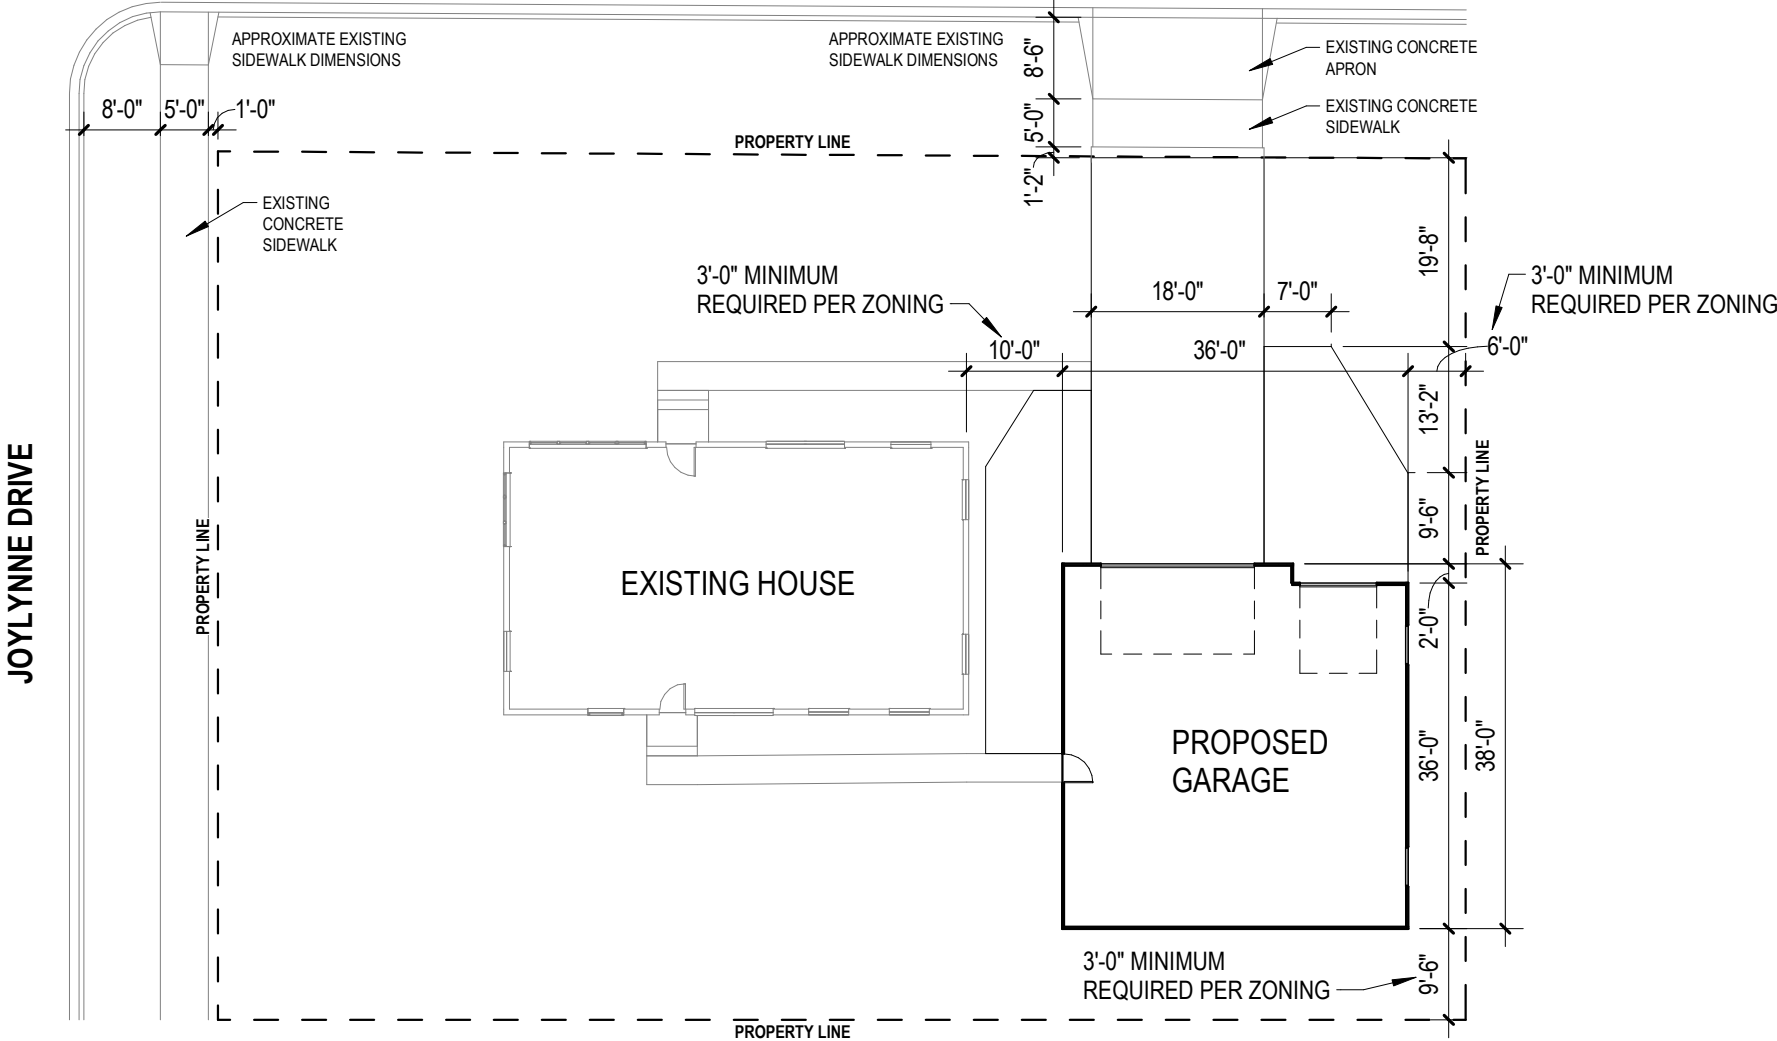 APPROXIMATE EXISTING
SIDEWALK DIMENSIONS
APPROXIMATE EXISTING
SIDEWALK DIMENSIONS
EXISTING CONCRETE
APRON
8'-6"
8'-0"
5'-0"
1'-0"
5'-0"
EXISTING CONCRETE
SIDEWALK
PROPERTY LINE
1'-2"
EXISTING
CONCRETE
SIDEWALK
19'-8"
3'-0" MINIMUM
REQUIRED PER ZONING
3'-0" MINIMUM
REQUIRED PER ZONING
18'-0"
7'-0"
10'-0"
36'-0"
6'-0"
13'-2"
JOYLYNNE DRIVE
PROPERTY LINE
PROPERTY LINE
9'-6"
EXISTING HOUSE
2'-0"
PROPOSED
GARAGE
36'-0"
38'-0"
3'-0" MINIMUM
REQUIRED PER ZONING
9'-6"
PROPERTY LINE